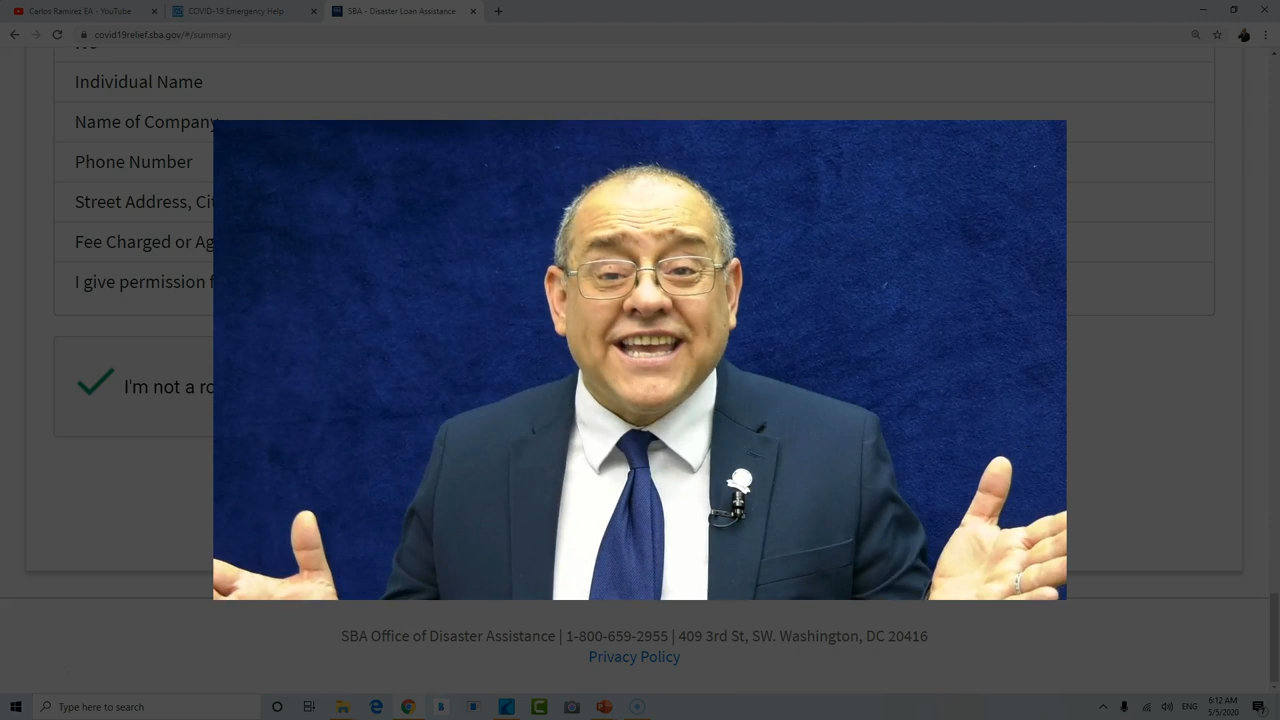 Carlos Ramirez EA - YouTube
COVID-19 Emergency Help
SBA - Disaster Loan Assistance
covid19relief.sba.gov/#/summary
Individual Name
Name of Company
Phone Number
Street Address, Ci
Fee Charged or Ag
I give permission f
I'm not a ro
SBA Office of Disaster Assistance | 1-800-659-2955 | 409 3rd St, SW. Washington, DC 20416
Privacy Policy
Type here to search
ENG
6:12 AM
5/5/2020